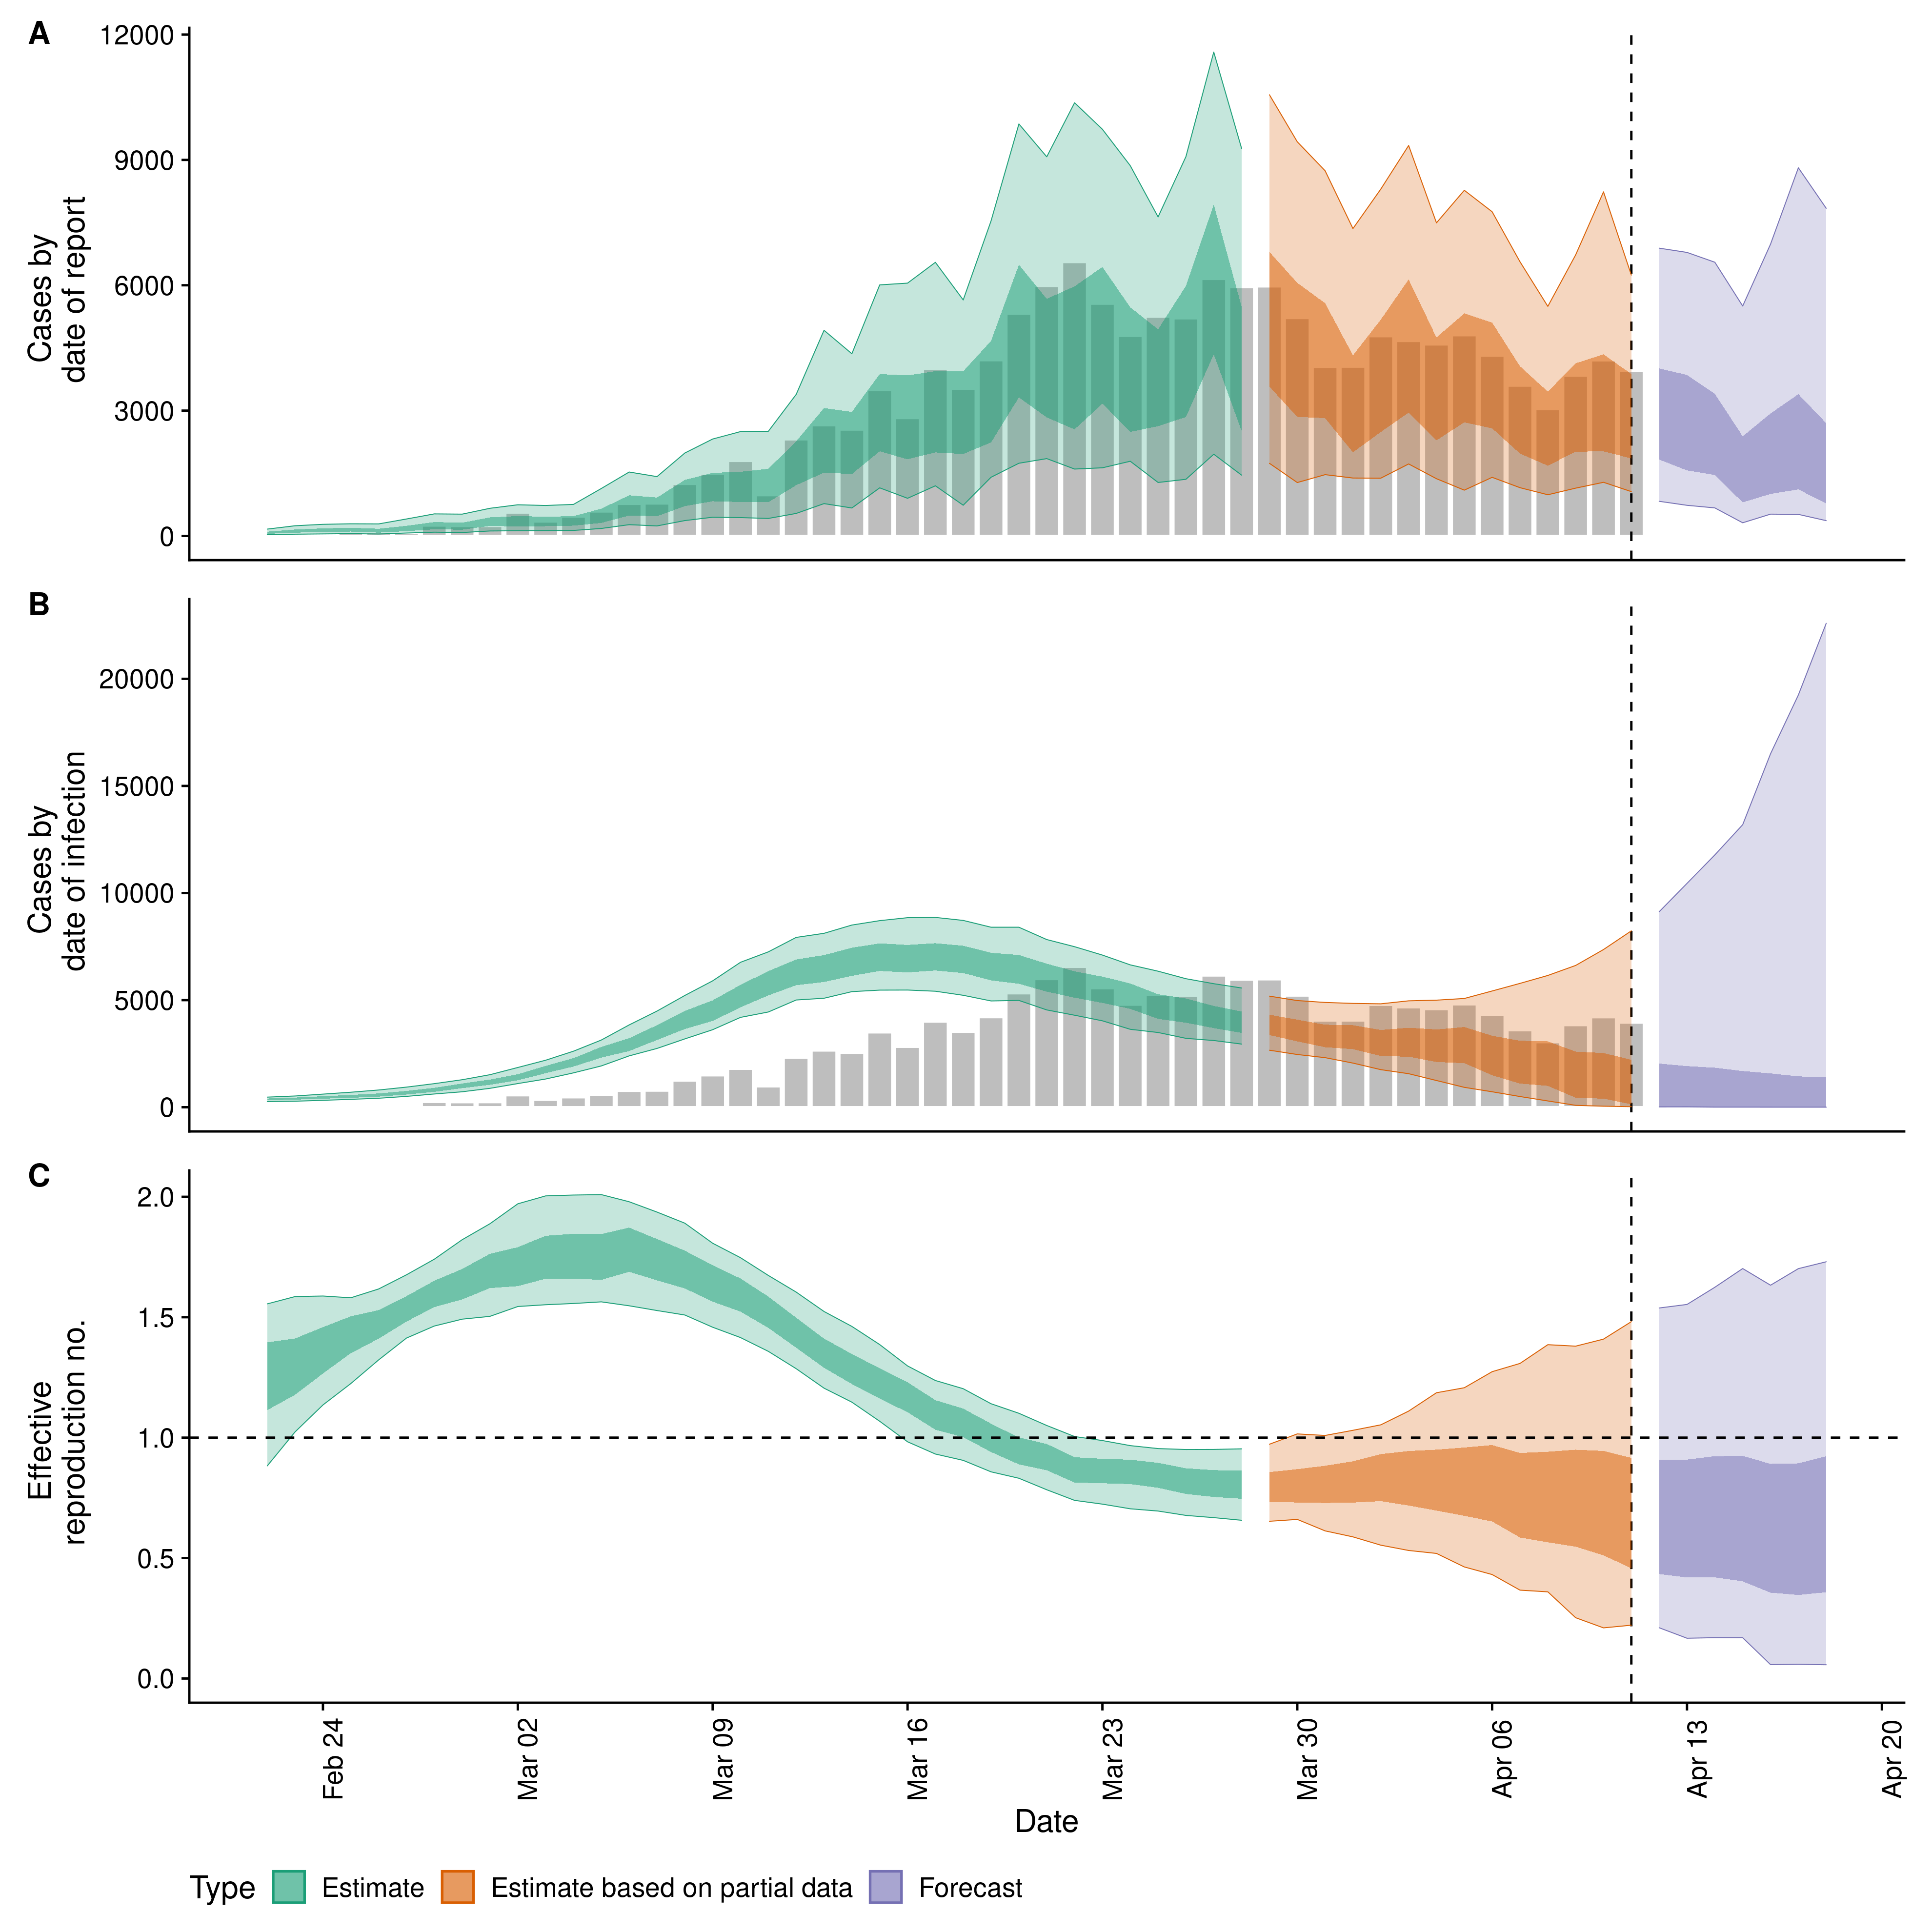 A
12000
9000
6000
3000
0
Cases by
date of report
B
20000
15000
10000
5000
0
Cases by
date of infection
C
2.0
1.5
1.0
0.5
0.0
Effective
reproduction no.
Feb 24
Mar 02
Mar 09
Mar 16
Mar 23
Mar 30
Apr 06
Apr 13
Apr 20
Date
Type Estimate Estimate based on partial data Forecast